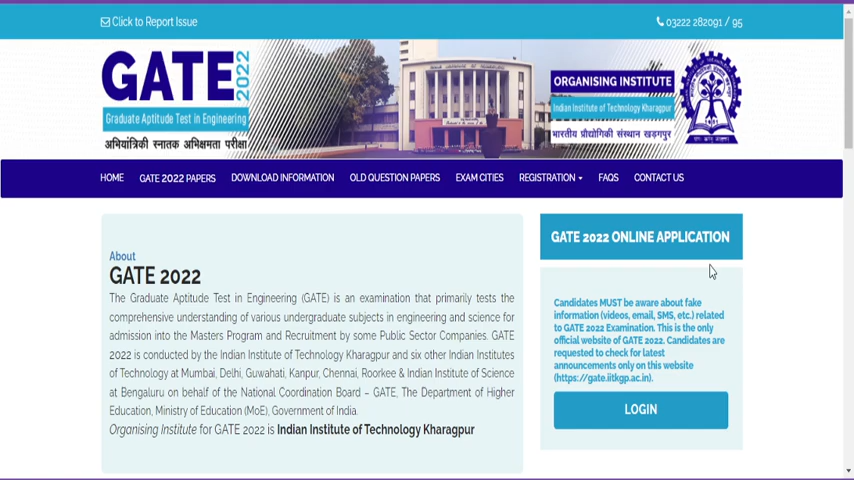 Click to Report Issue
03222 282091 / 95
GATE 2022
Graduate Aptitude Test in Engineering
अभियांत्रिकी स्नातक अभिक्षमता परीक्षा
ORGANISING INSTITUTE
Indian Institute of Technology Kharagpur
भारतीय प्रौद्योगिकी संस्थान खड़गपुर
HOME GATE 2022 PAPERS DOWNLOAD INFORMATION OLD QUESTION PAPERS EXAM CITIES REGISTRATION FAQS CONTACT US
About
GATE 2022
The Graduate Aptitude Test in Engineering (GATE) is an examination that primarily tests the
comprehensive understanding of various undergraduate subjects in engineering and science for
admission into the Masters Program and Recruitment by some Public Sector Companies. GATE
2022 is conducted by the Indian Institute of Technology Kharagpur and six other Indian Institutes
of Technology at Mumbai, Delhi, Guwahati, Kanpur, Chennai, Roorkee & Indian Institute of Science
at Bengaluru on behalf of the National Coordination Board – GATE, The Department of Higher
Education, Ministry of Education (MoE), Government of India.
Organising Institute for GATE 2022 is Indian Institute of Technology Kharagpur
GATE 2022 ONLINE APPLICATION
Candidates MUST be aware about fake
information (videos, email, SMS, etc.) related
to GATE 2022 Examination. This is the only
official website of GATE 2022. Candidates are
requested to check for latest
announcements only on this website
(https://gate.iitkgp.ac.in).
LOGIN